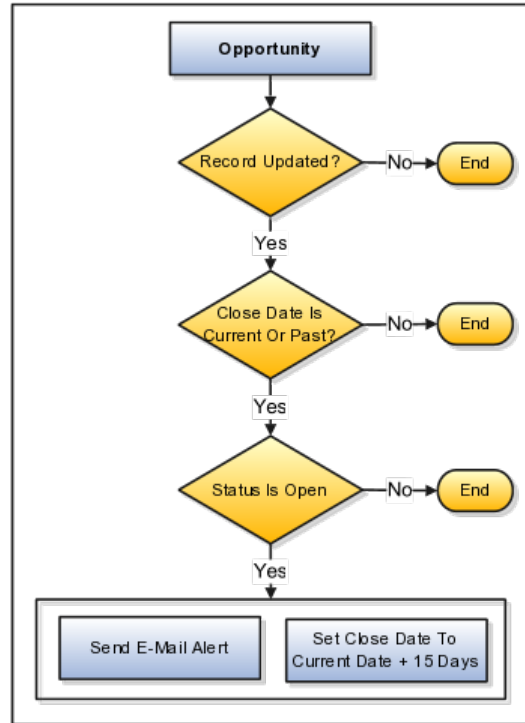 Opportunity
Record Updated?
No
End
Yes
Close Date Is
Current Or Past?
No
End
Yes
Status Is Open
No
End
Yes
Send E-Mail Alert
Set Close Date To
Current Date + 15 Days